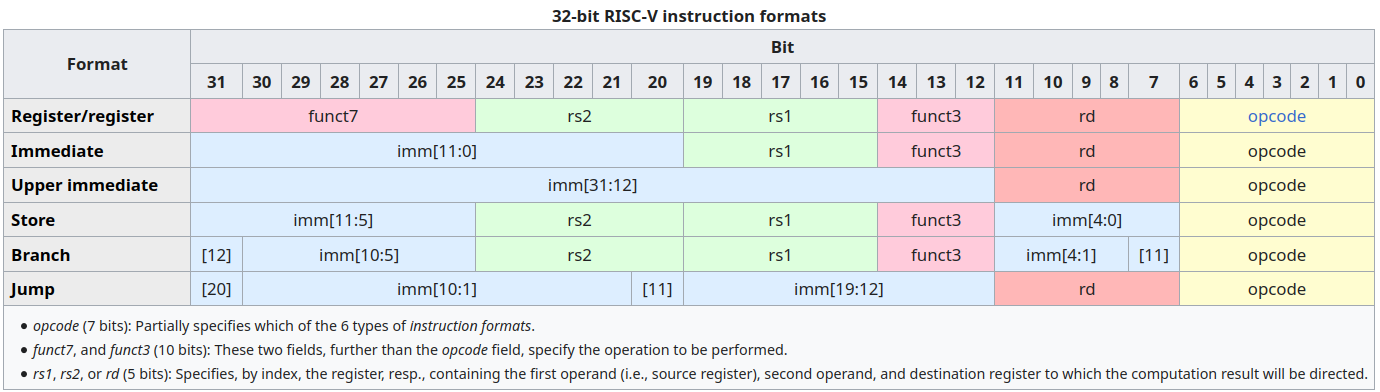 32-bit RISC-V instruction formats
Format Bit
31 30 29 28 27 26 25 24 23 22 21 20 19 18 17 16 15 14 13 12 11 10 9 8 7 6 5 4 3 2 1 0
Register/register funct7 rs2 rs1 funct3 rd opcode
Immediate imm[11:0] rs1 funct3 rd opcode
Upper immediate imm[31:12] rd opcode
Store imm[11:5] rs2 rs1 funct3 imm[4:0] opcode
Branch [12] imm[10:5] rs2 rs1 funct3 imm[4:1] [11] opcode
Jump [20] imm[10:1] [11] imm[19:12] rd opcode
• opcode (7 bits): Partially specifies which of the 6 types of instruction formats.
• funct7, and funct3 (10 bits): These two fields, further than the opcode field, specify the operation to be performed.
• rs1, rs2, or rd (5 bits): Specifies, by index, the register, resp., containing the first operand (i.e., source register), second operand, and destination register to which the computation result will be directed.